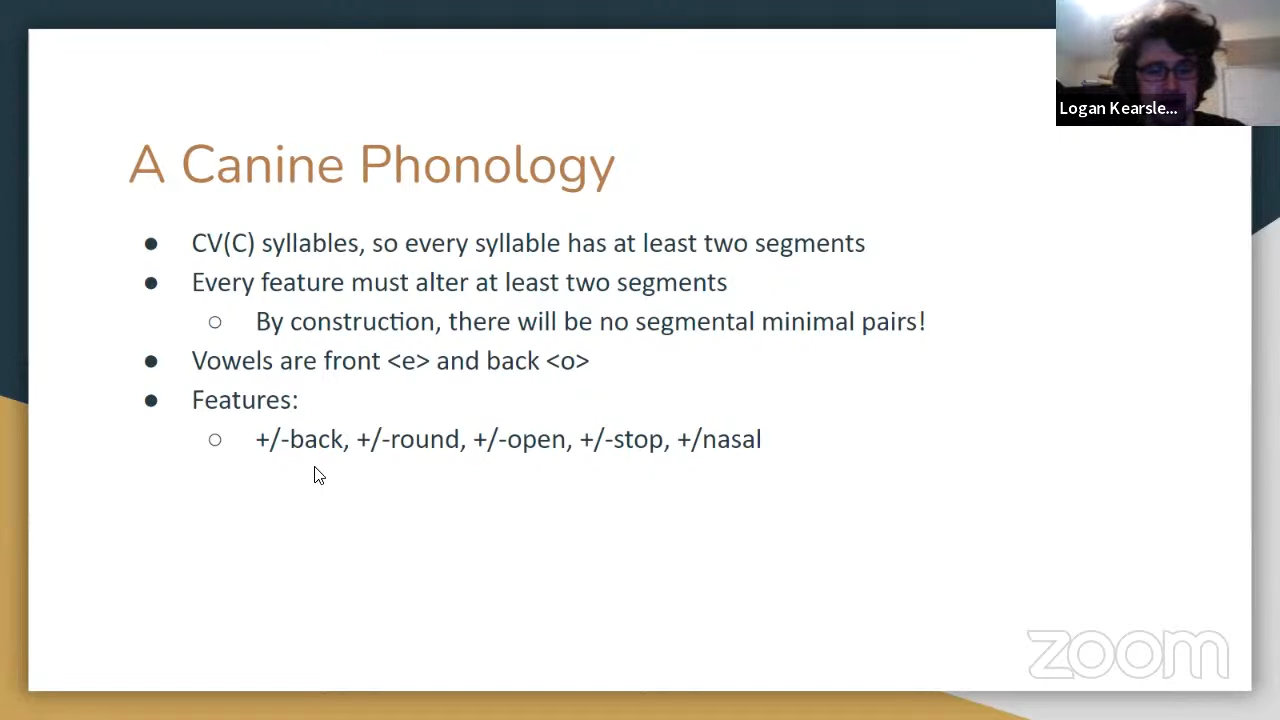 Logan Kearsle...
A Canine Phonology
● CV(C) syllables, so every syllable has at least two segments
● Every feature must alter at least two segments
○ By construction, there will be no segmental minimal pairs!
● Vowels are front <e> and back <o>
● Features:
○ +/-back, +/-round, +/-open, +/-stop, +/nasal
zoom